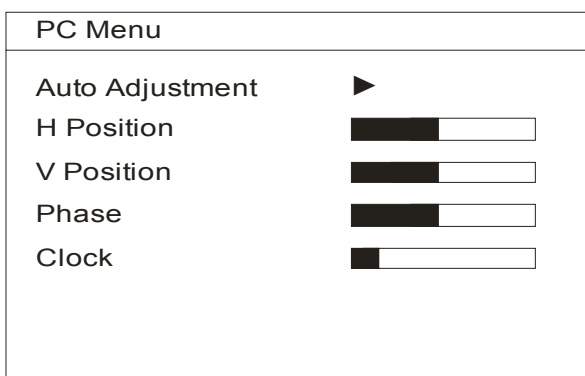 PC Menu
Auto Adjustment
H Position
V Position
Phase
Clock